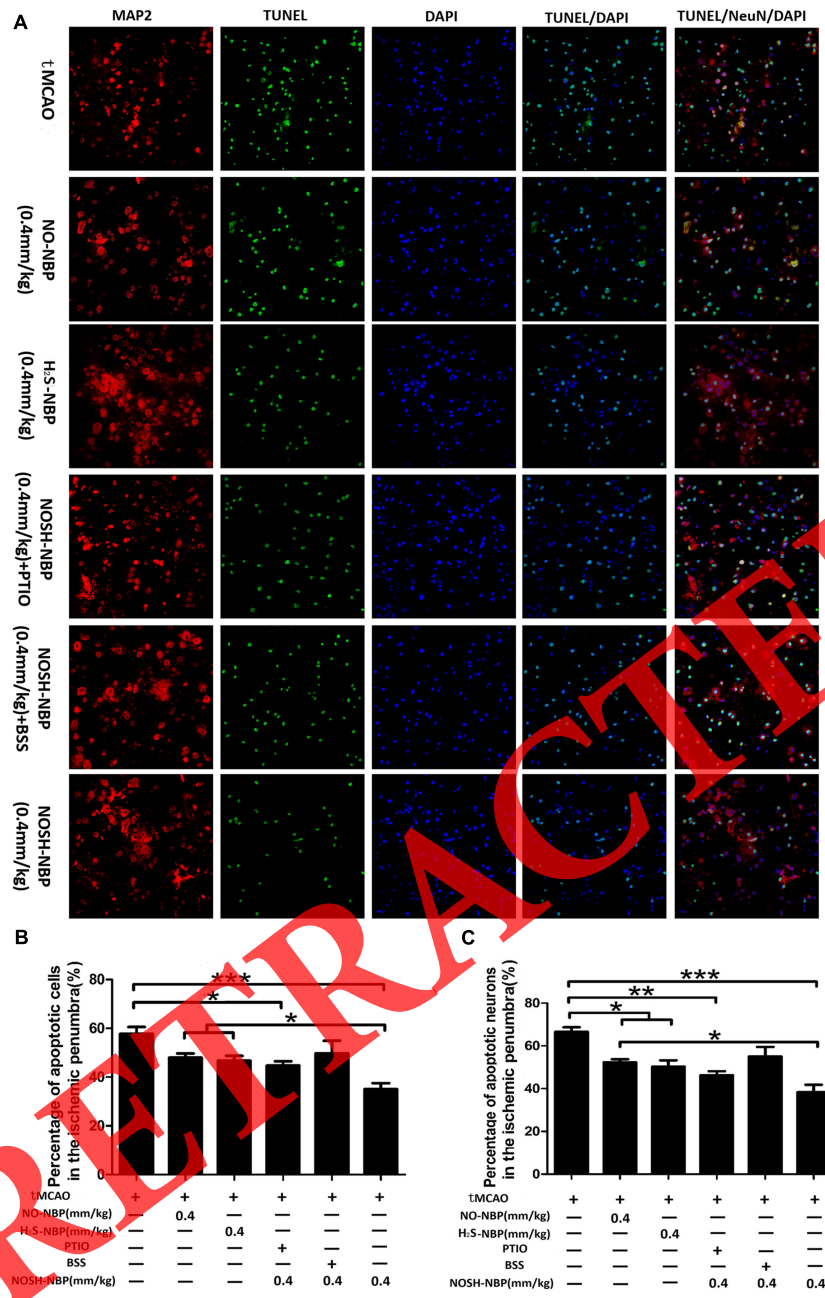 A
MAP2 TUNEL DAPI TUNEL/DAPI TUNEL/NeuN/DAPI
tMCAO
NO-NBP
(0.4mm/kg)
H₂S-NBP
(0.4mm/kg)
NOSH-NBP
(0.4mm/kg)+PTIO
NOSH-NBP
(0.4mm/kg)+BSS
NOSH-NBP
(0.4mm/kg)
RETRACTE
B
Percentage of apoptotic cells
in the ischemic penumbra(%)
80
60
40
20
0
***
*
*
tMCAO + + + + + +
NO-NBP(mm/kg) — 0.4 — — — —
H₂S-NBP(mm/kg) — — 0.4 — — —
PTIO — — — + — —
BSS — — — — + —
NOSH-NBP(mm/kg) — — — 0.4 0.4 0.4
C
Percentage of apoptotic neurons
in the ischemic penumbra(%)
80
60
40
20
0
***
**
*
*
tMCAO + + + + + +
NO-NBP(mm/kg) — 0.4 — — — —
H₂S-NBP(mm/kg) — — 0.4 — — —
PTIO — — — + — —
BSS — — — — + —
NOSH-NBP(mm/kg) — — — 0.4 0.4 0.4